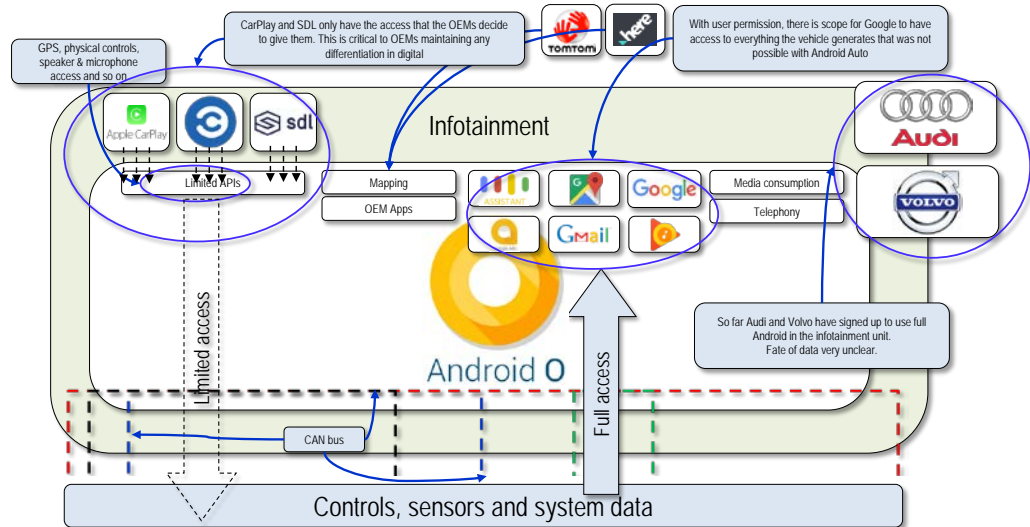 CarPlay and SDL only have the access that the OEMs decide
to give them. This is critical to OEMs maintaining any
differentiation in digital
TOMTOM
here
With user permission, there is scope for Google to have
access to everything the vehicle generates that was not
possible with Android Auto
GPS, physical controls,
speaker & microphone
access and so on
Apple CarPlay
sdl
Infotainment
Audi
VOLVO
Limited APIs
Mapping
OEM Apps
ASSISTANT
G
Google
Gmail
Media consumption
Telephony
Android O
Limited access
Full access
So far Audi and Volvo have signed up to use full
Android in the infotainment unit.
Fate of data very unclear.
CAN bus
Controls, sensors and system data